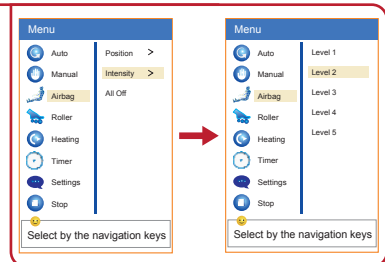 Menu
Auto
Manual
Airbag
Roller
Heating
Timer
Settings
Stop
Position >
Intensity >
All Off
Select by the navigation keys
Menu
Auto
Manual
Airbag
Roller
Heating
Timer
Settings
Stop
Level 1
Level 2
Level 3
Level 4
Level 5
Select by the navigation keys